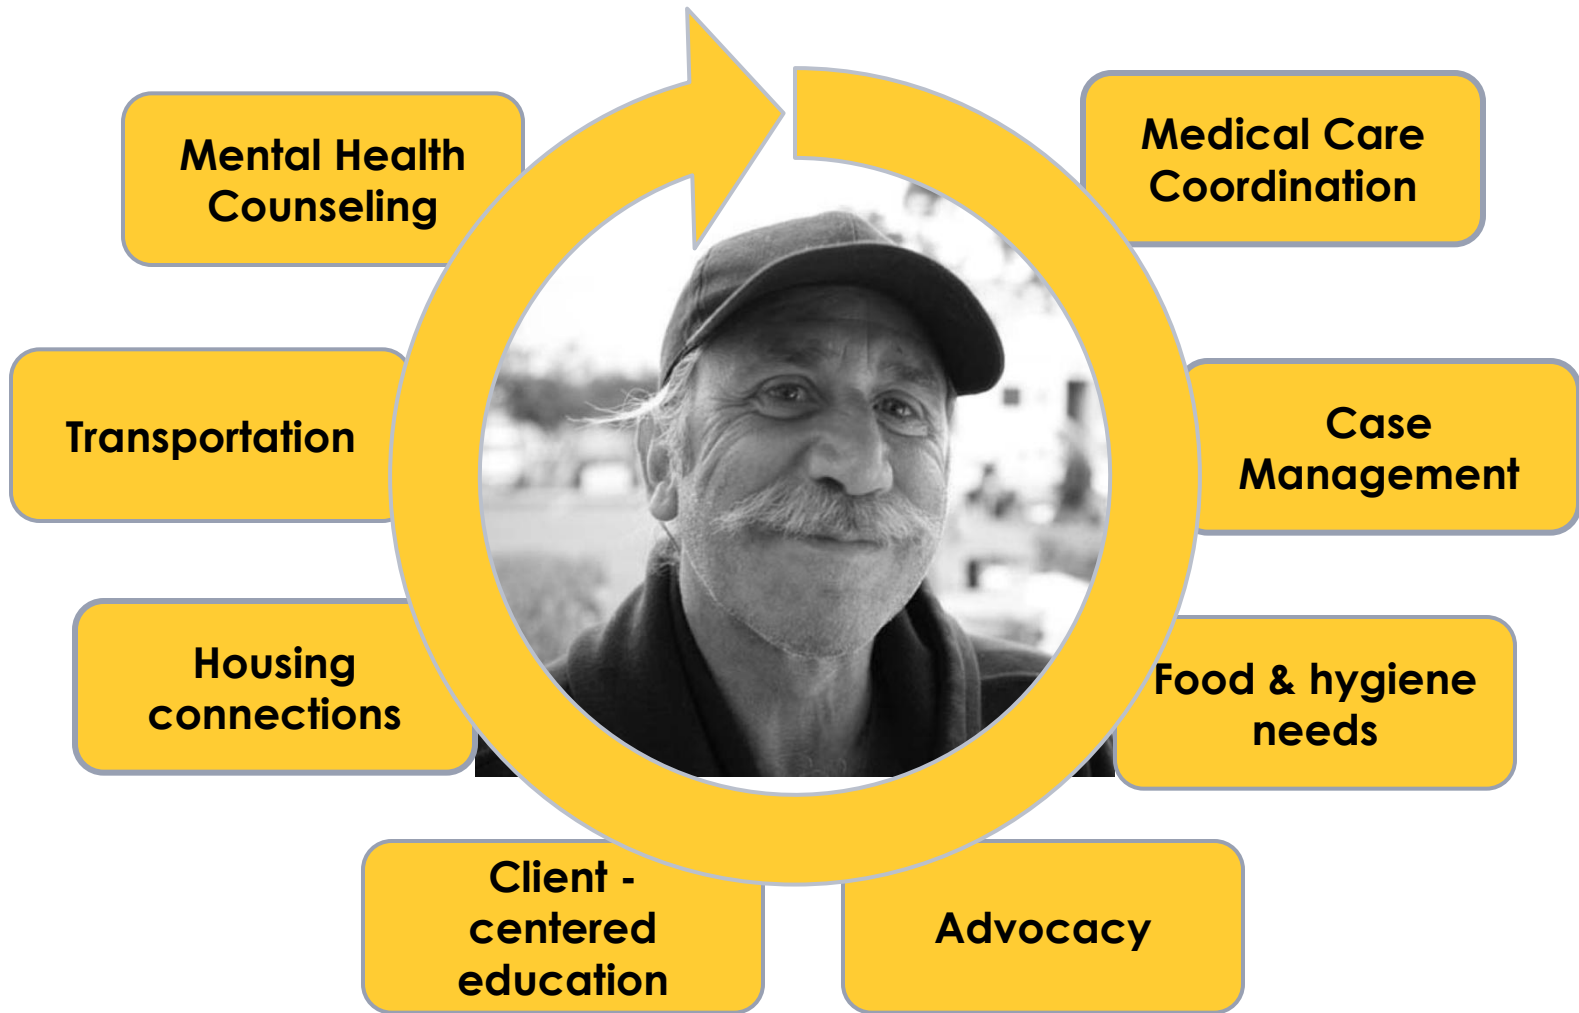 Mental Health
Counseling
Medical Care
Coordination
Transportation
Case
Management
Housing
connections
Food & hygiene
needs
Client -
centered
education
Advocacy